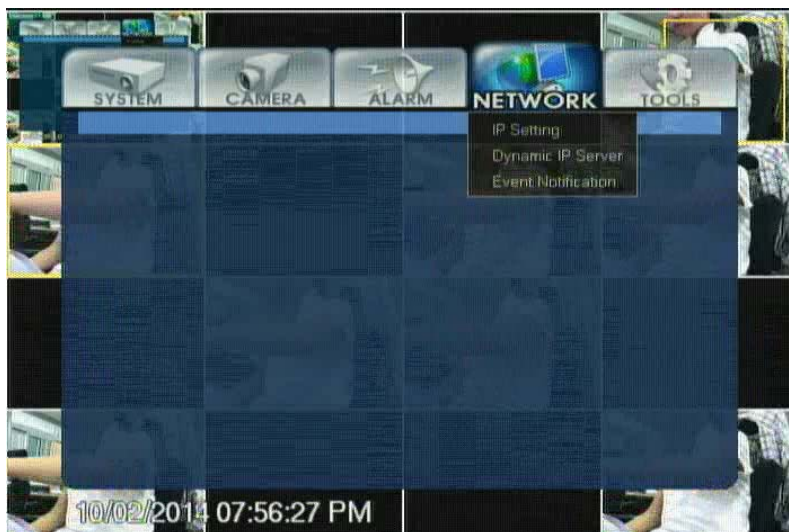 SYSTEM CAMERA ALARM NETWORK TOOLS
IP Setting
Dynamic IP Server
Event Notification
10/02/2014 07:56:27 PM